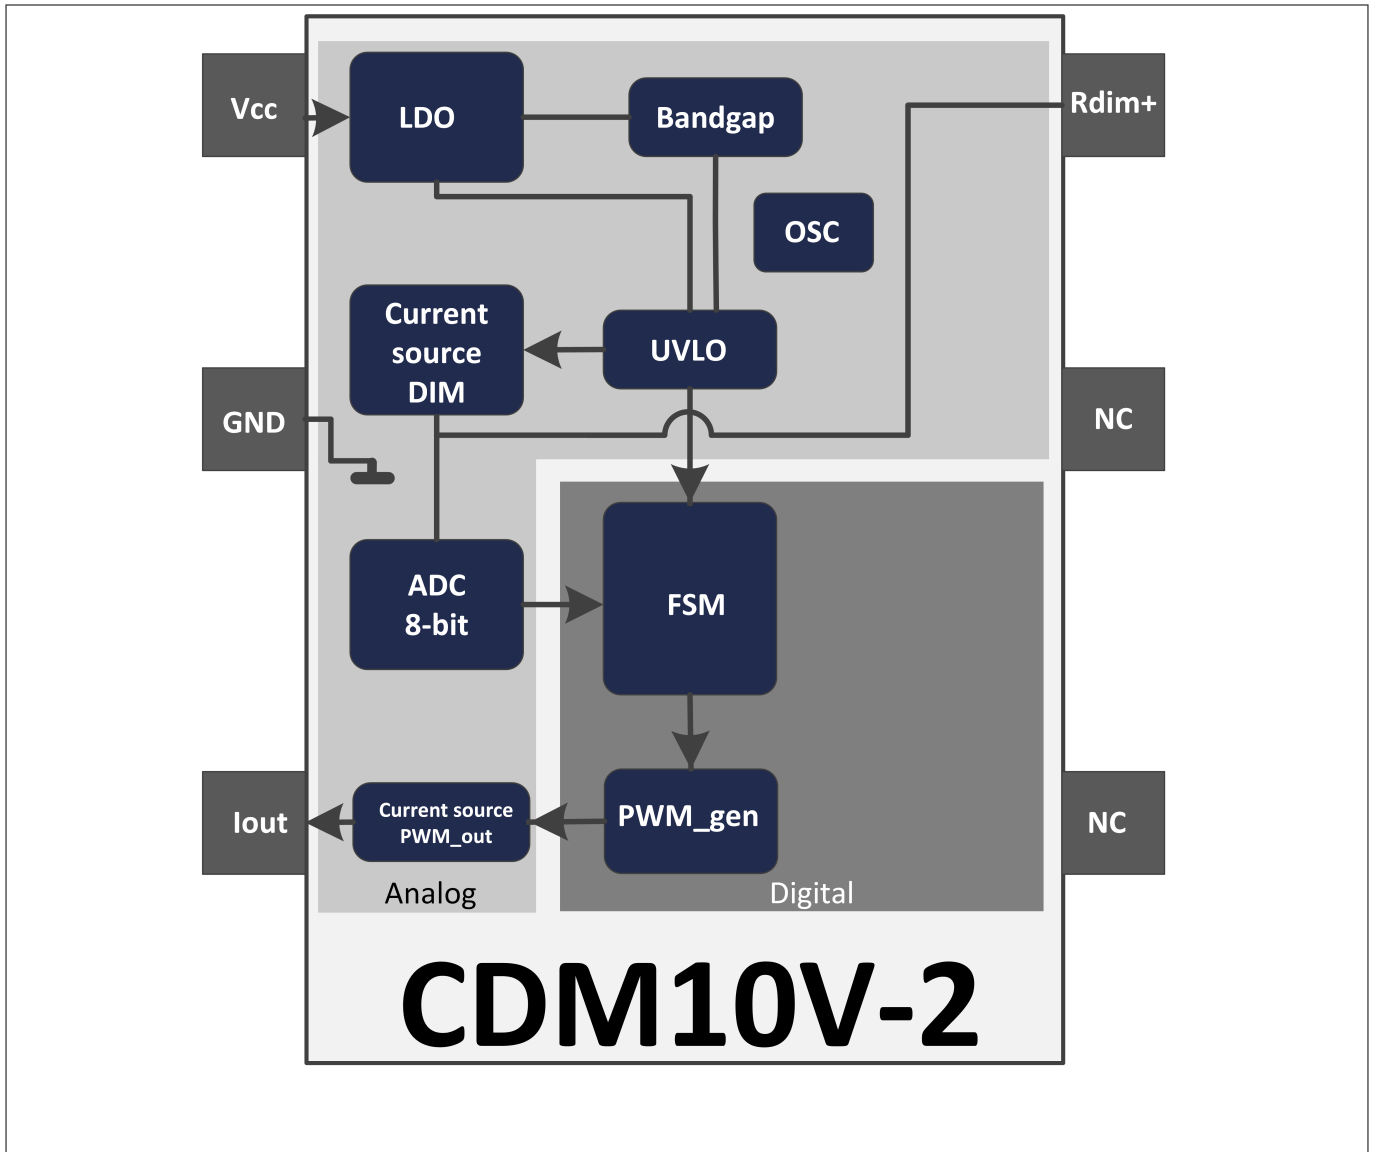 Vcc
LDO
Bandgap
Rdim+
OSC
Current
source
DIM
UVLO
GND
NC
ADC
8-bit
FSM
Iout
Current source
PWM_out
PWM_gen
NC
Analog
Digital
CDM10V-2